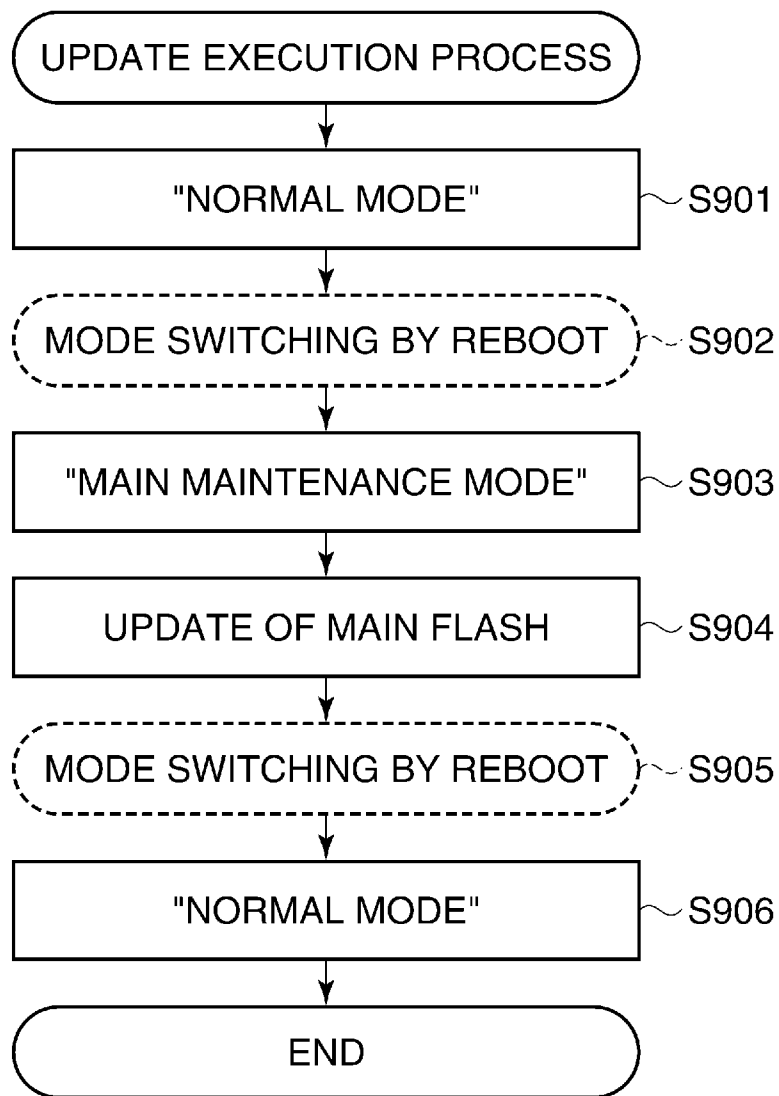 UPDATE EXECUTION PROCESS
"NORMAL MODE" S901
MODE SWITCHING BY REBOOT S902
"MAIN MAINTENANCE MODE" S903
UPDATE OF MAIN FLASH S904
MODE SWITCHING BY REBOOT S905
"NORMAL MODE" S906
END